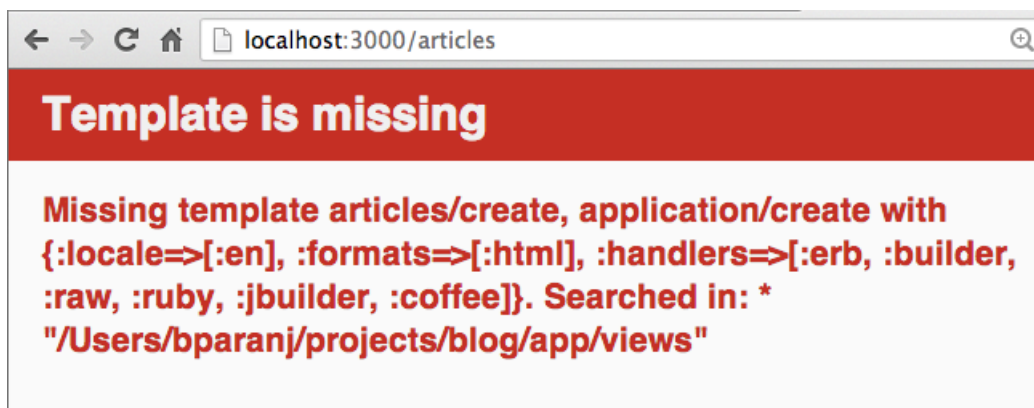 localhost:3000/articles
Template is missing
Missing template articles/create, application/create with
{:locale=>[:en], :formats=>[:html], :handlers=>[:erb, :builder,
:raw, :ruby, :jbuilder, :coffee]}. Searched in: *
"/Users/bparanj/projects/blog/app/views"